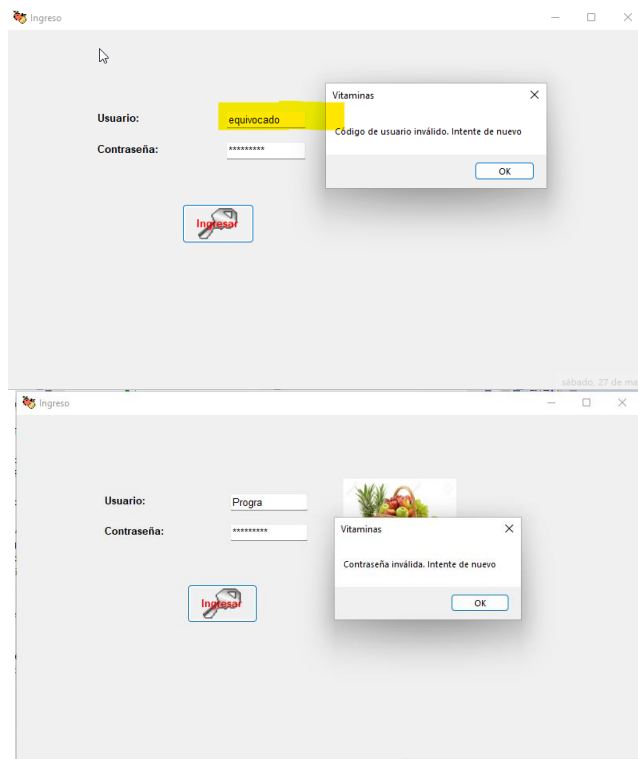 Ingreso
Vitaminas
Usuario:
equivocado
Código de usuario inválido. Intente de nuevo
Contraseña:
*********
OK
Ingresar
sábado, 27 de ma
Ingreso
Usuario:
Progra
Contraseña:
*********
Vitaminas
Contraseña inválida. Intente de nuevo
OK
Ingresar